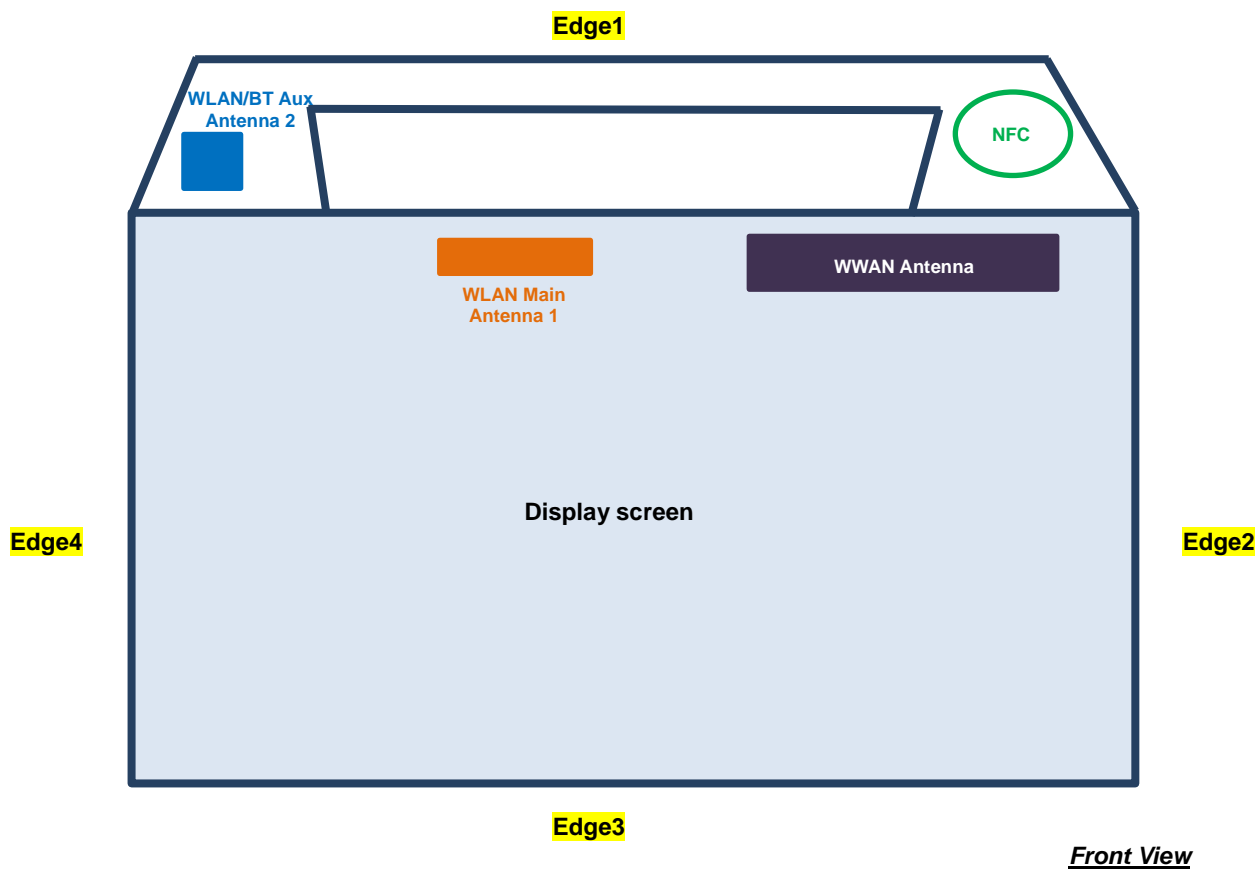 Edge1
WLAN/BT Aux
Antenna 2
NFC
WWAN Antenna
WLAN Main
Antenna 1
Display screen
Edge4
Edge2
Edge3
Front View